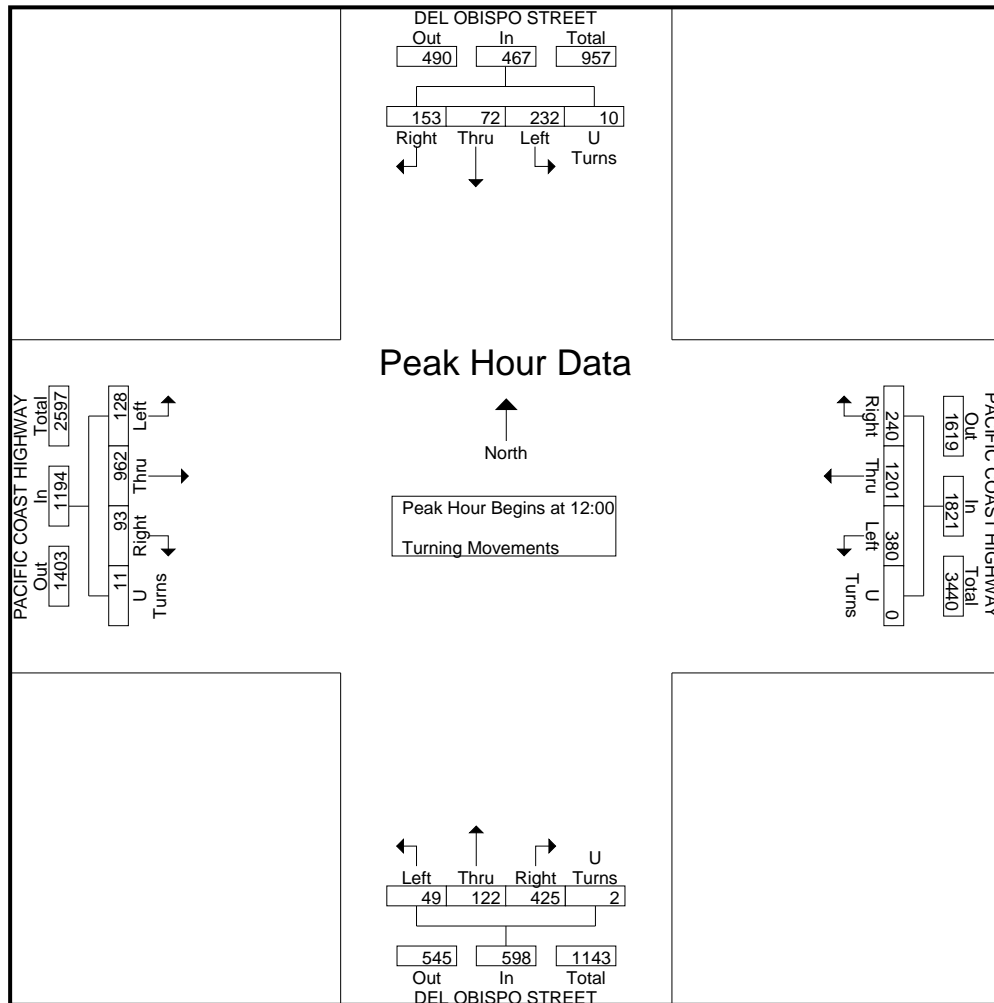 DEL OBISPO STREET
Out In Total
490 467 957
153 72 232 10
Right Thru Left U
Turns
Peak Hour Data
North
Peak Hour Begins at 12:00
Turning Movements
PACIFIC COAST HIGHWAY
Out In Total
1403 1194 2597
11 93 962 128
U Right Thru Left
Turns
PACIFIC COAST HIGHWAY
Out In Total
1619 1821 3440
240 1201 380 0
Right Thru Left U
Turns
U
Left Thru Right Turns
49 122 425 2
545 598 1143
Out In Total
DEL OBISPO STREET